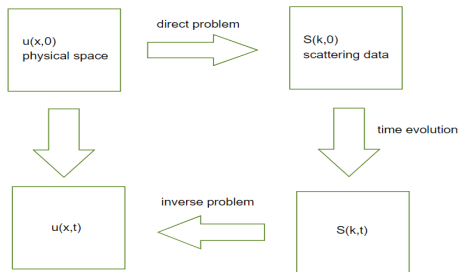 direct problem
u(x,0)
physical space
S(k,0)
scattering data
time evolution
inverse problem
u(x,t)
S(k,t)